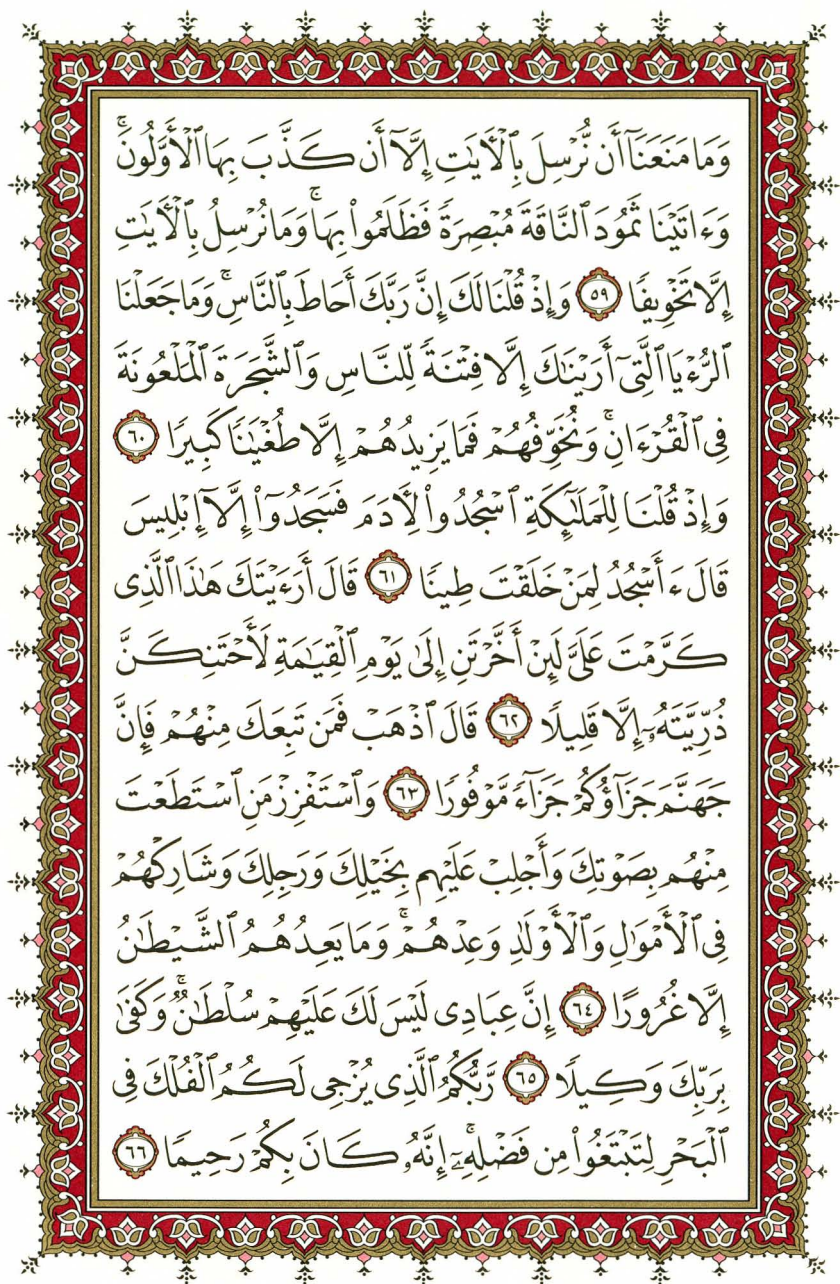 وَمَا مَنَعَنَآ أَن نُّرْسِلَ بِٱلْـَٔايَٰتِ إِلَّآ أَن كَذَّبَ بِهَا ٱلْأَوَّلُونَۚ
وَءَاتَيْنَا ثَمُودَ ٱلنَّاقَةَ مُبْصِرَةً فَظَلَمُوا۟ بِهَاۚ وَمَا نُرْسِلُ بِٱلْـَٔايَٰتِ
إِلَّا تَخْوِيفًا ٥٩ وَإِذْ قُلْنَا لَكَ إِنَّ رَبَّكَ أَحَاطَ بِٱلنَّاسِۚ وَمَا جَعَلْنَا
ٱلرُّءْيَا ٱلَّتِىٓ أَرَيْنَٰكَ إِلَّا فِتْنَةً لِّلنَّاسِ وَٱلشَّجَرَةَ ٱلْمَلْعُونَةَ
فِى ٱلْقُرْءَانِۚ وَنُخَوِّفُهُمْ فَمَا يَزِيدُهُمْ إِلَّا طُغْيَٰنًا كَبِيرًا ٦٠
وَإِذْ قُلْنَا لِلْمَلَٰٓئِكَةِ ٱسْجُدُوا۟ لِـَٔادَمَ فَسَجَدُوٓا۟ إِلَّآ إِبْلِيسَ
قَالَ ءَأَسْجُدُ لِمَنْ خَلَقْتَ طِينًا ٦١ قَالَ أَرَءَيْتَكَ هَٰذَا ٱلَّذِى
كَرَّمْتَ عَلَىَّ لَئِنْ أَخَّرْتَنِ إِلَىٰ يَوْمِ ٱلْقِيَٰمَةِ لَأَحْتَنِكَنَّ
ذُرِّيَّتَهُۥٓ إِلَّا قَلِيلًا ٦٢ قَالَ ٱذْهَبْ فَمَن تَبِعَكَ مِنْهُمْ فَإِنَّ
جَهَنَّمَ جَزَآؤُكُمْ جَزَآءً مَّوْفُورًا ٦٣ وَٱسْتَفْزِزْ مَنِ ٱسْتَطَعْتَ
مِنْهُم بِصَوْتِكَ وَأَجْلِبْ عَلَيْهِم بِخَيْلِكَ وَرَجِلِكَ وَشَارِكْهُمْ
فِى ٱلْأَمْوَٰلِ وَٱلْأَوْلَٰدِ وَعِدْهُمْۚ وَمَا يَعِدُهُمُ ٱلشَّيْطَٰنُ
إِلَّا غُرُورًا ٦٤ إِنَّ عِبَادِى لَيْسَ لَكَ عَلَيْهِمْ سُلْطَٰنٌۚ وَكَفَىٰ
بِرَبِّكَ وَكِيلًا ٦٥ رَّبُّكُمُ ٱلَّذِى يُزْجِى لَكُمُ ٱلْفُلْكَ فِى
ٱلْبَحْرِ لِتَبْتَغُوا۟ مِن فَضْلِهِۦٓۚ إِنَّهُۥ كَانَ بِكُمْ رَحِيمًا ٦٦